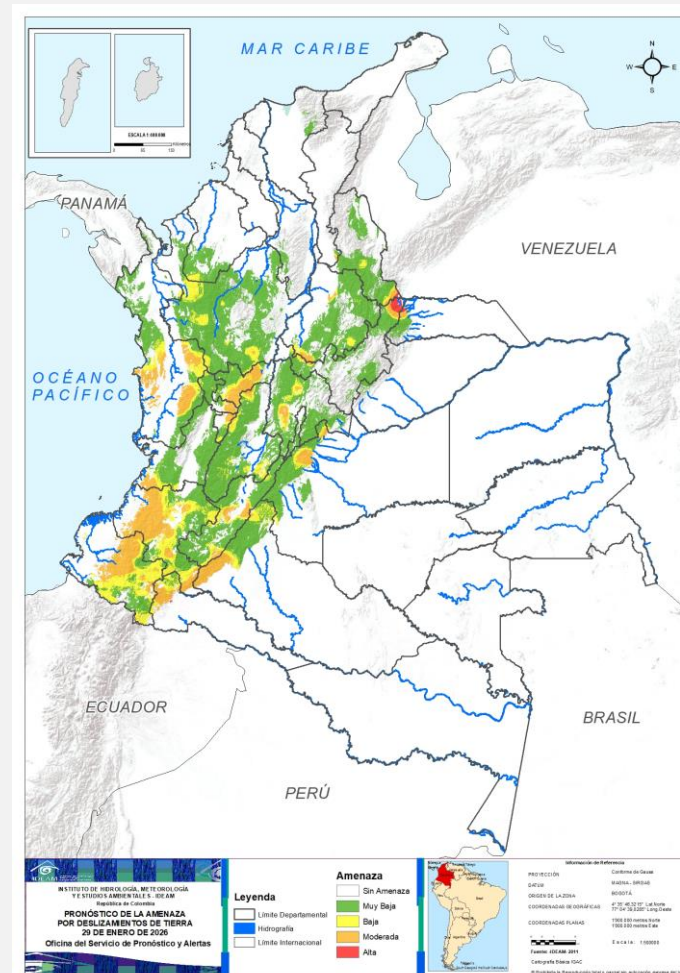 MAR CARIBE
N
W
E
S
ESCALA 1:600000
PANAMÁ
VENEZUELA
OCÉANO
PACÍFICO
ECUADOR
BRASIL
PERÚ
IDEAM
INSTITUTO DE HIDROLOGÍA, METEOROLOGÍA
Y ESTUDIOS AMBIENTALES - IDEAM
República de Colombia
PRONÓSTICO DE LA AMENAZA
POR DESLIZAMIENTOS DE TIERRA
29 DE ENERO DE 2026
Oficina del Servicio de Pronóstico y Alertas
Leyenda
Límite Departamental
Hidrografía
Límite Internacional
Amenaza
Sin Amenaza
Muy Baja
Baja
Moderada
Alta
Información de Referencia
PROYECCIÓN Conforme de Gauss
DATUM MAGNA - SIRGAS
ORIGEN DE LA ZONA BOGOTÁ
COORDENADAS GEOGRÁFICAS
COORDENADAS PLANAS
Fuente: IDEAM 2011
Cartografía Básica IGAC